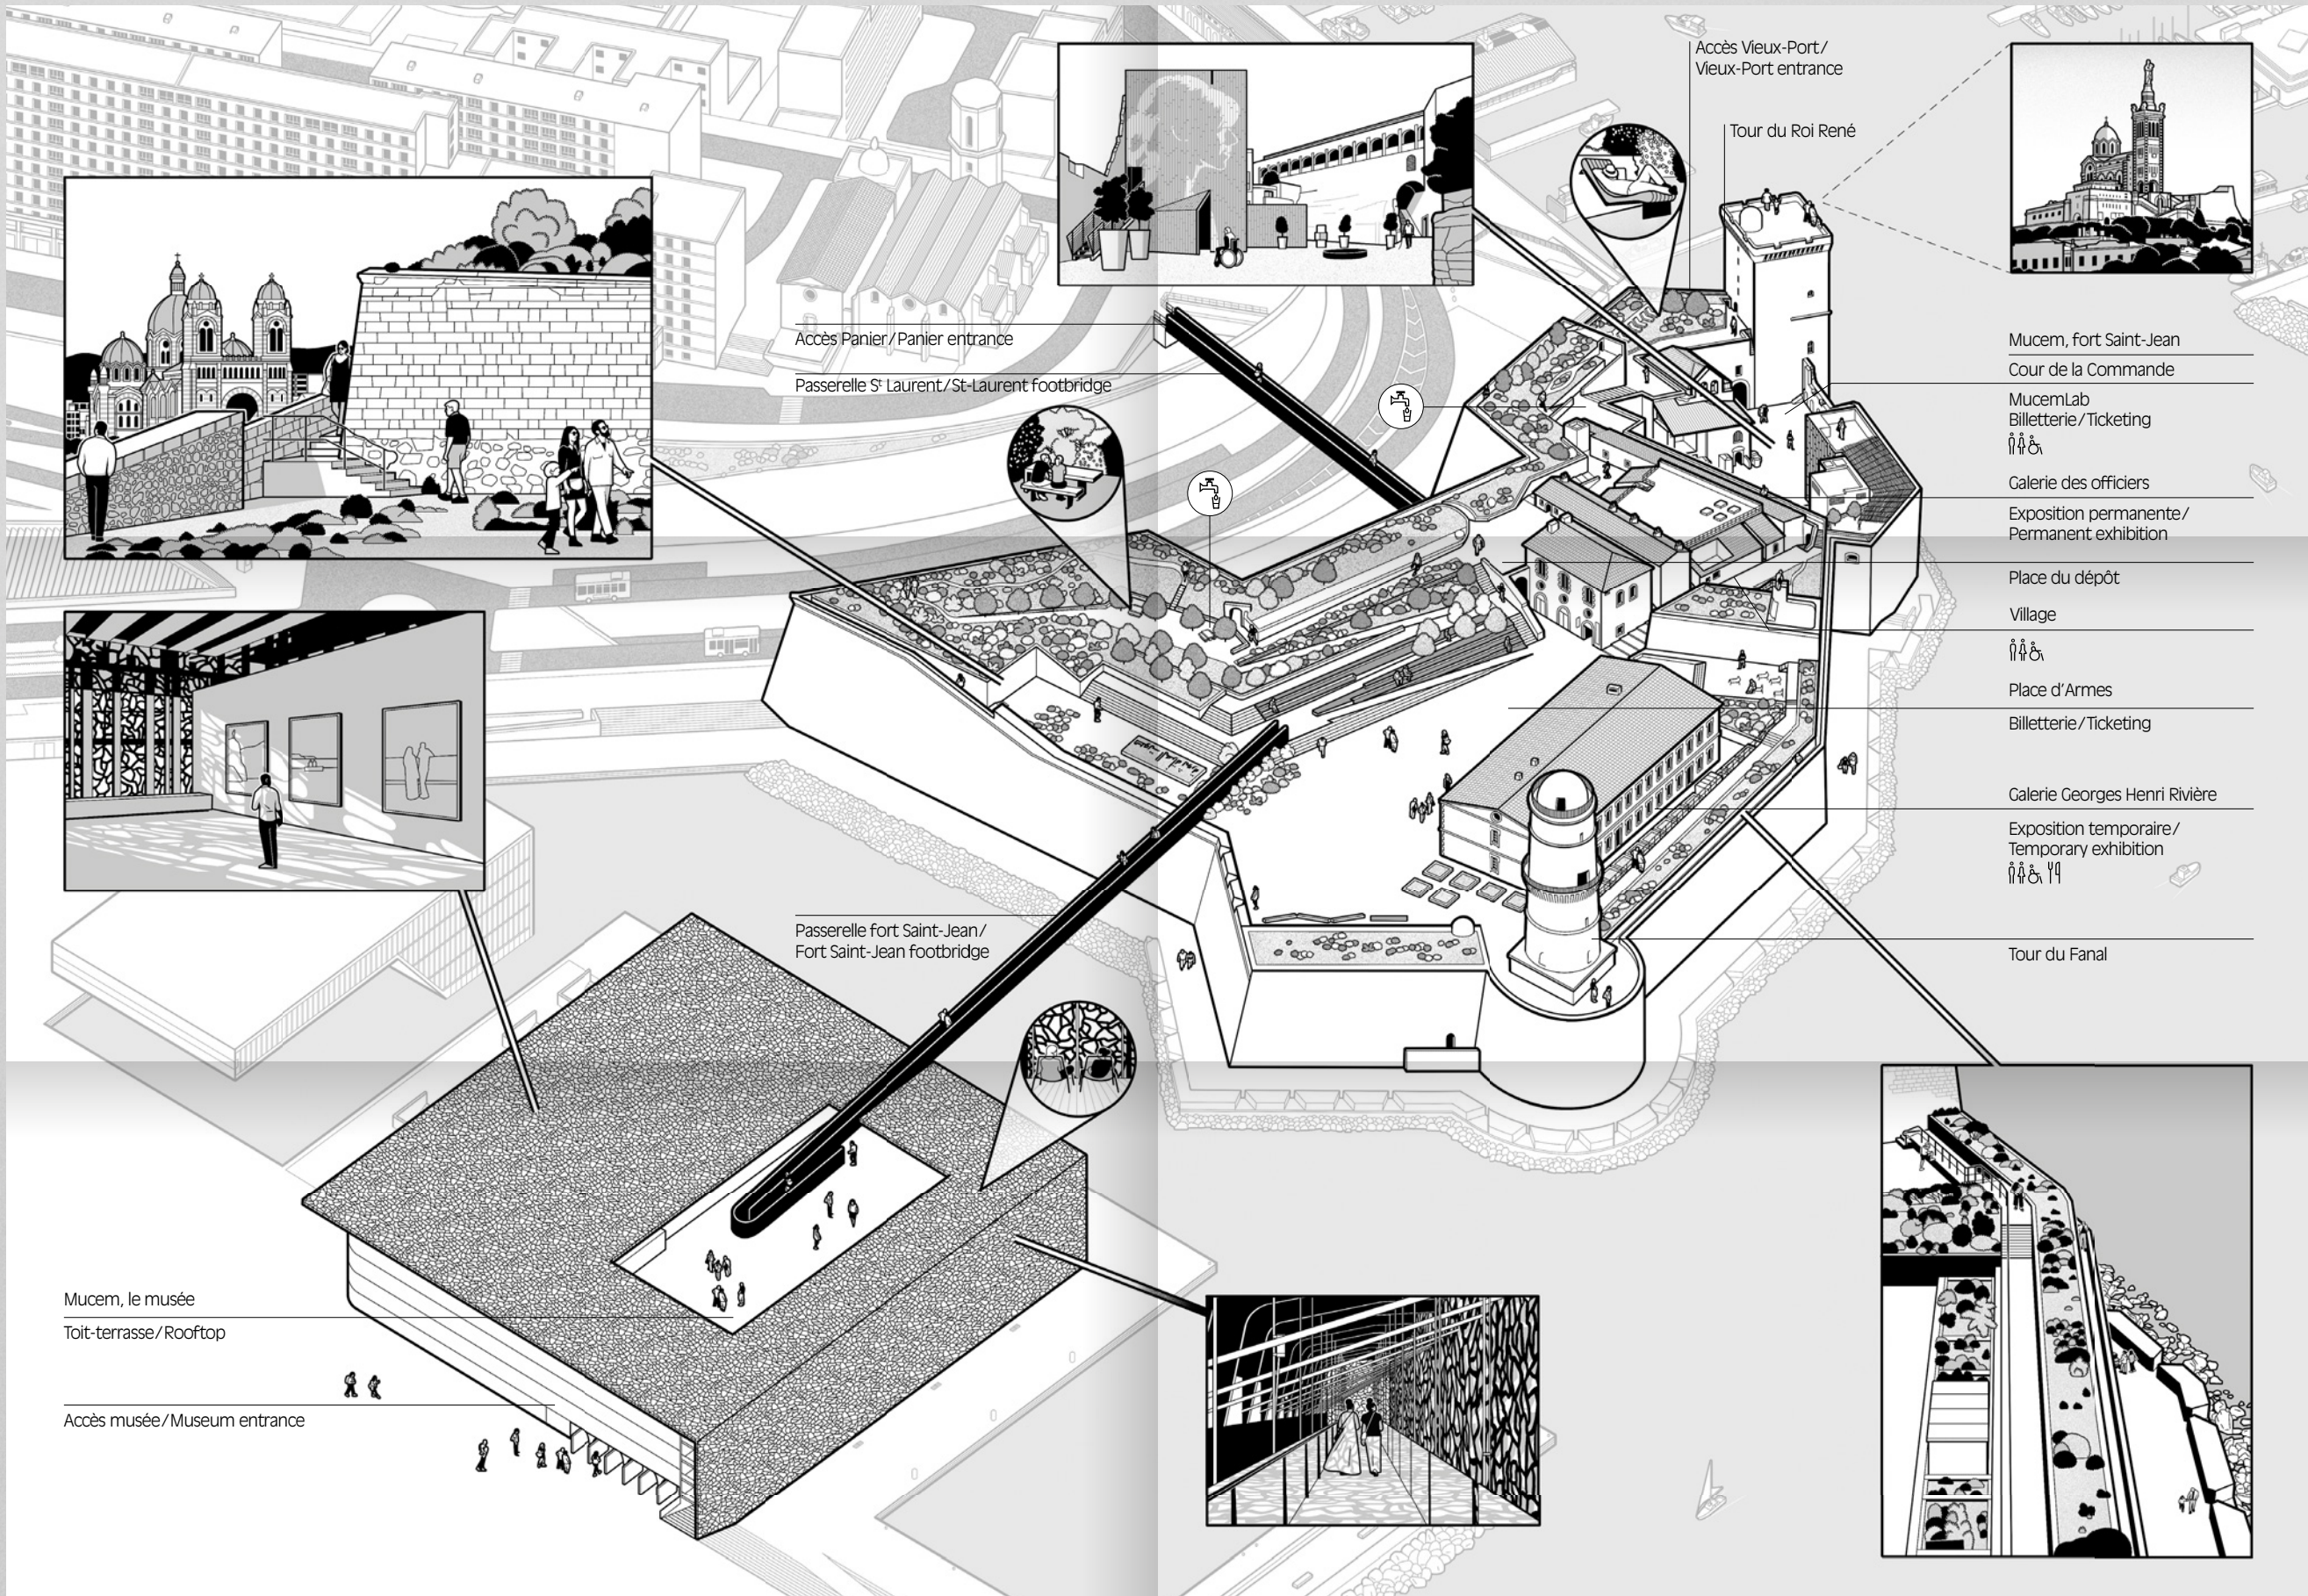 Accès Vieux-Port/
Vieux-Port entrance
Tour du Roi René
Accès Panier/Panier entrance
Passerelle Sᵗ Laurent/St-Laurent footbridge
Mucem, fort Saint-Jean
Cour de la Commande
MucemLab
Billetterie/Ticketing
Galerie des officiers
Exposition permanente/
Permanent exhibition
Place du dépôt
Village
Place d'Armes
Billetterie/Ticketing
Galerie Georges Henri Rivière
Exposition temporaire/
Temporary exhibition
Tour du Fanal
Passerelle fort Saint-Jean/
Fort Saint-Jean footbridge
Mucem, le musée
Toit-terrasse/Rooftop
Accès musée/Museum entrance